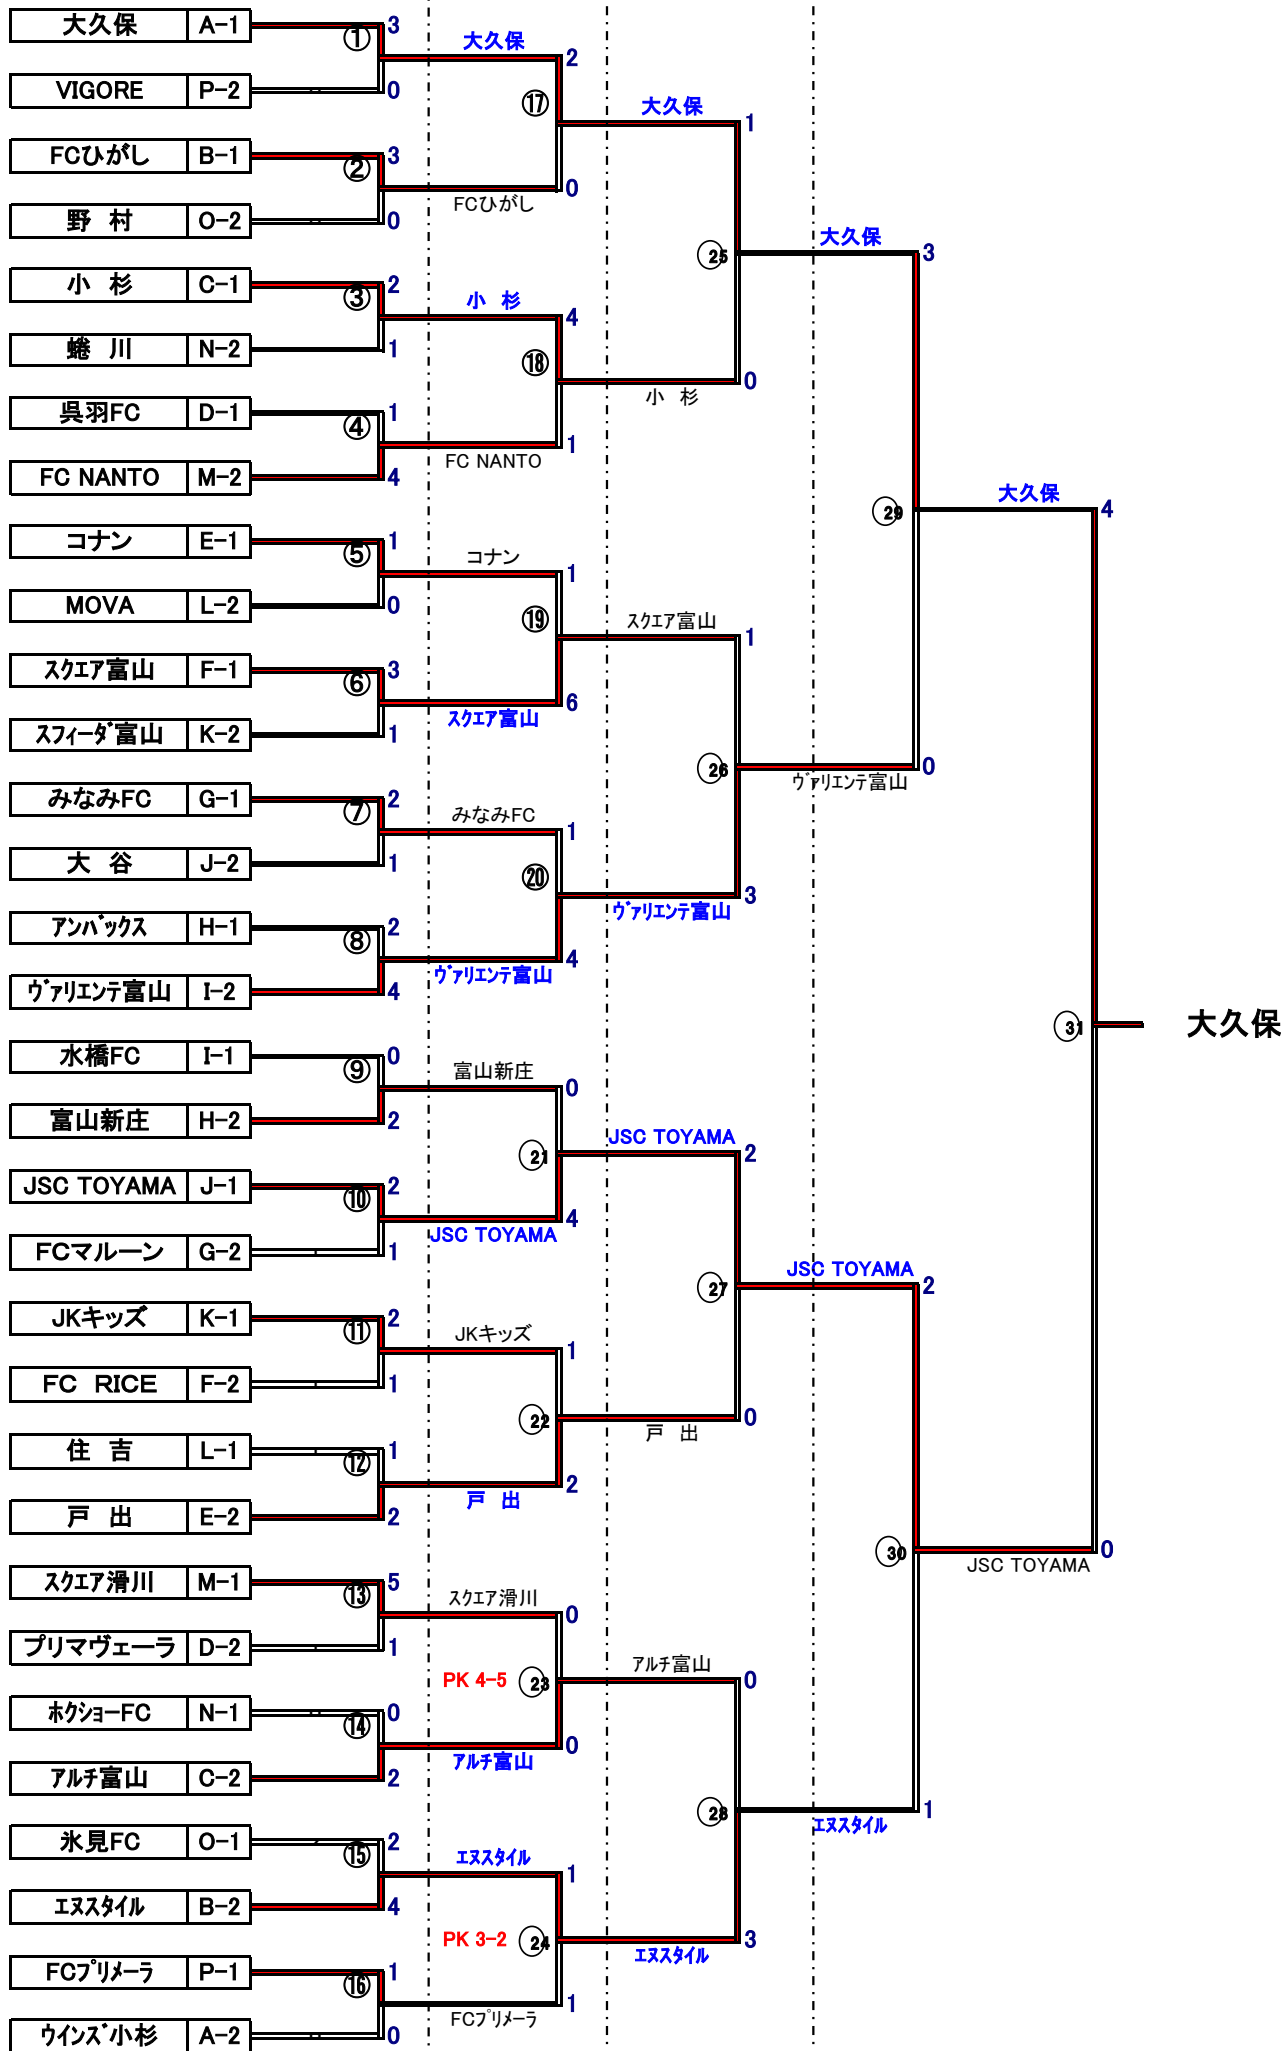 大久保 A-1 3
① 大久保 2
VIGORE P-2 0
⑰ 大久保 1
FCひがし B-1 3
② FCひがし 0
野 村 O-2 0
大久保 3
㉕
小 杉 C-1 2
③ 小 杉 4
蜷 川 N-2 1
⑱ 小 杉 0
呉羽FC D-1 1
④ FC NANTO 1
FC NANTO M-2 4
㉙ 大久保 4
コナン E-1 1
⑤ コナン 1
MOVA L-2 0
⑲ スクエア富山 1
スクエア富山 F-1 3
⑥ スクエア富山 6
スフィーダ富山 K-2 1
㉖ ヴァリエンテ富山 0
みなみFC G-1 2
⑦ みなみFC 1
大 谷 J-2 1
⑳ ヴァリエンテ富山 3
アンバックス H-1 2
⑧ ヴァリエンテ富山 4
ヴァリエンテ富山 I-2 4
㉛ 大久保
水橋FC I-1 0
⑨ 富山新庄 0
富山新庄 H-2 2
㉑ JSC TOYAMA 2
JSC TOYAMA J-1 2
⑩ JSC TOYAMA 4
FCマルーン G-2 1
㉗ JSC TOYAMA 2
JKキッズ K-1 2
⑪ JKキッズ 1
FC RICE F-2 1
㉒ 戸 出 0
住 吉 L-1 1
⑫ 戸 出 2
戸 出 E-2 2
㉚ JSC TOYAMA 0
スクエア滑川 M-1 5
⑬ スクエア滑川 0
プリマヴェーラ D-2 1
PK 4-5 ㉓ アルチ富山 0
ホクショーFC N-1 0
⑭ アルチ富山 0
アルチ富山 C-2 2
㉘ エヌスタイル 1
氷見FC O-1 2
⑮ エヌスタイル 1
エヌスタイル B-2 4
PK 3-2 ㉔ エヌスタイル 3
FCプリメーラ P-1 1
⑯ FCプリメーラ 1
ウインズ小杉 A-2 0